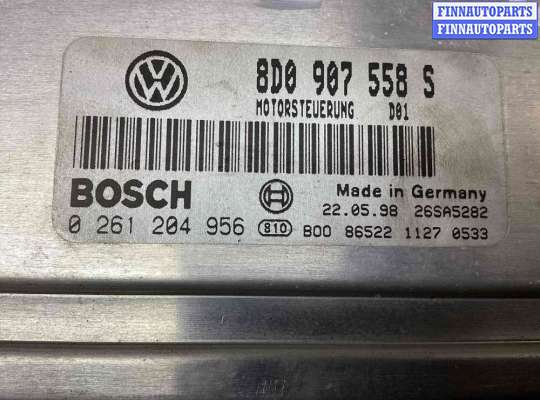 FINNAUTOPARTS
FINNAUTOPARTS
8D0 907 558 S
MOTORSTEUERUNG D01
BOSCH
Made in Germany
22.05.98 26SA5282
0 261 204 956 810 B00 86522 1127 0533